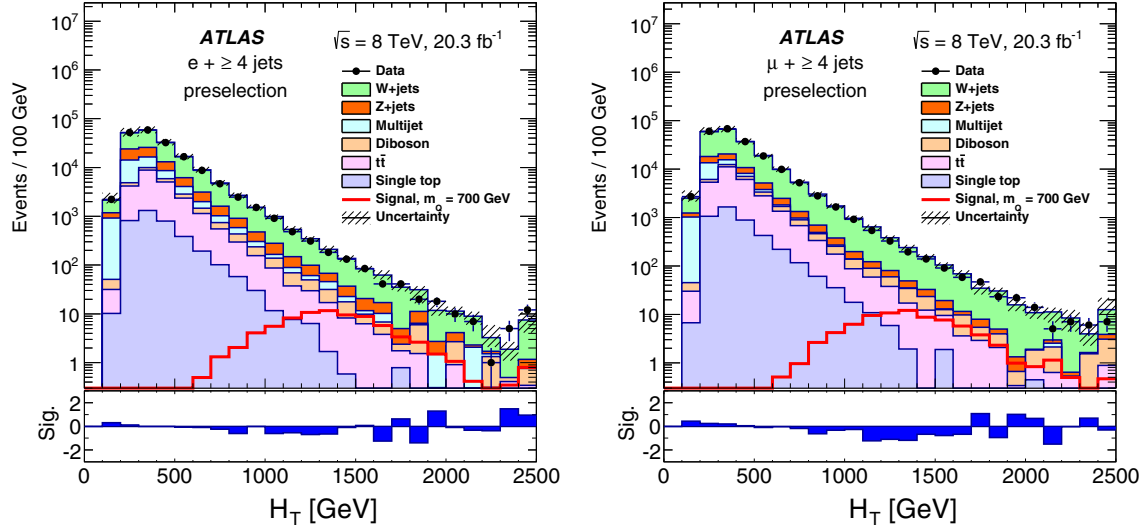 ATLAS
e + ≥ 4 jets
preselection
√s = 8 TeV, 20.3 fb⁻¹
Data
W+jets
Z+jets
Multijet
Diboson
tt̄
Single top
Signal, m_Q = 700 GeV
Uncertainty
Events / 100 GeV
10⁷
10⁶
10⁵
10⁴
10³
10²
10
1
Sig.
2
0
-2
0 500 1000 1500 2000 2500
H_T [GeV]
ATLAS
μ + ≥ 4 jets
preselection
√s = 8 TeV, 20.3 fb⁻¹
Data
W+jets
Z+jets
Multijet
Diboson
tt̄
Single top
Signal, m_Q = 700 GeV
Uncertainty
Events / 100 GeV
10⁷
10⁶
10⁵
10⁴
10³
10²
10
1
Sig.
2
0
-2
0 500 1000 1500 2000 2500
H_T [GeV]